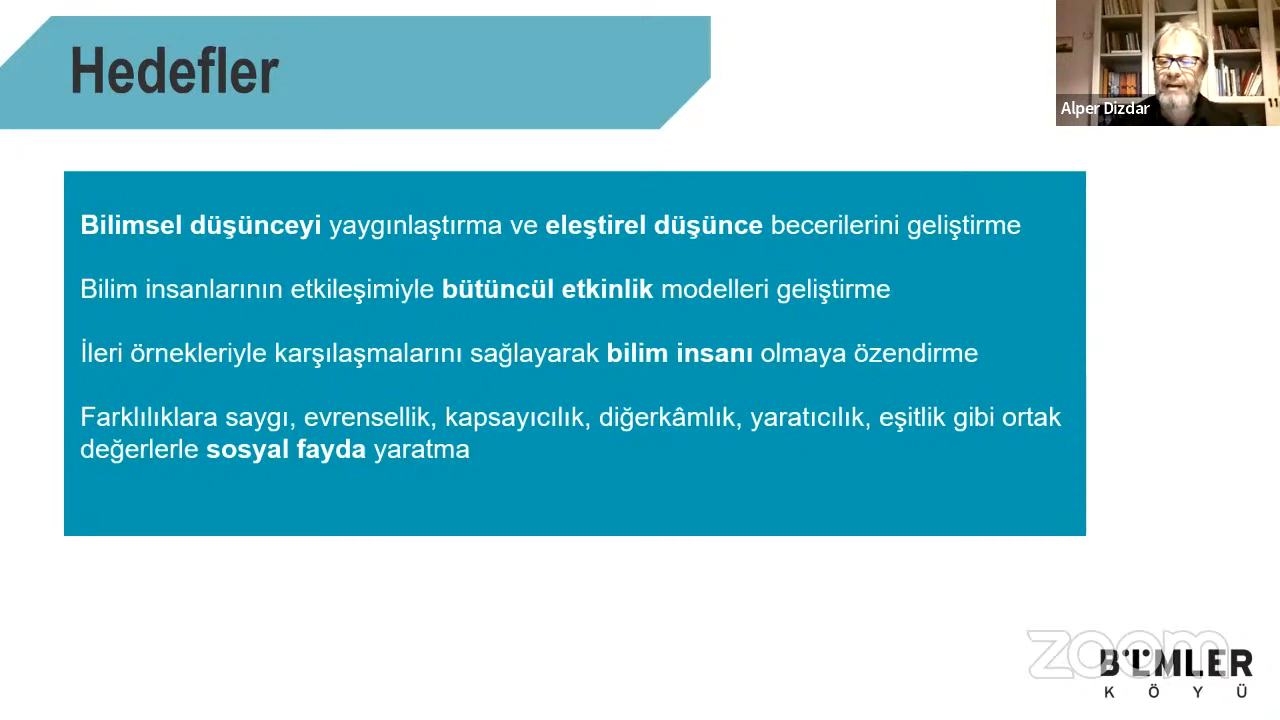 Hedefler
Alper Dizdar
Bilimsel düşünceyi yaygınlaştırma ve eleştirel düşünce becerilerini geliştirme
Bilim insanlarının etkileşimiyle bütüncül etkinlik modelleri geliştirme
İleri örnekleriyle karşılaşmalarını sağlayarak bilim insanı olmaya özendirme
Farklılıklara saygı, evrensellik, kapsayıcılık, diğerkâmlık, yaratıcılık, eşitlik gibi ortak
değerlerle sosyal fayda yaratma
zoom
BİLİMLER
KÖYÜ